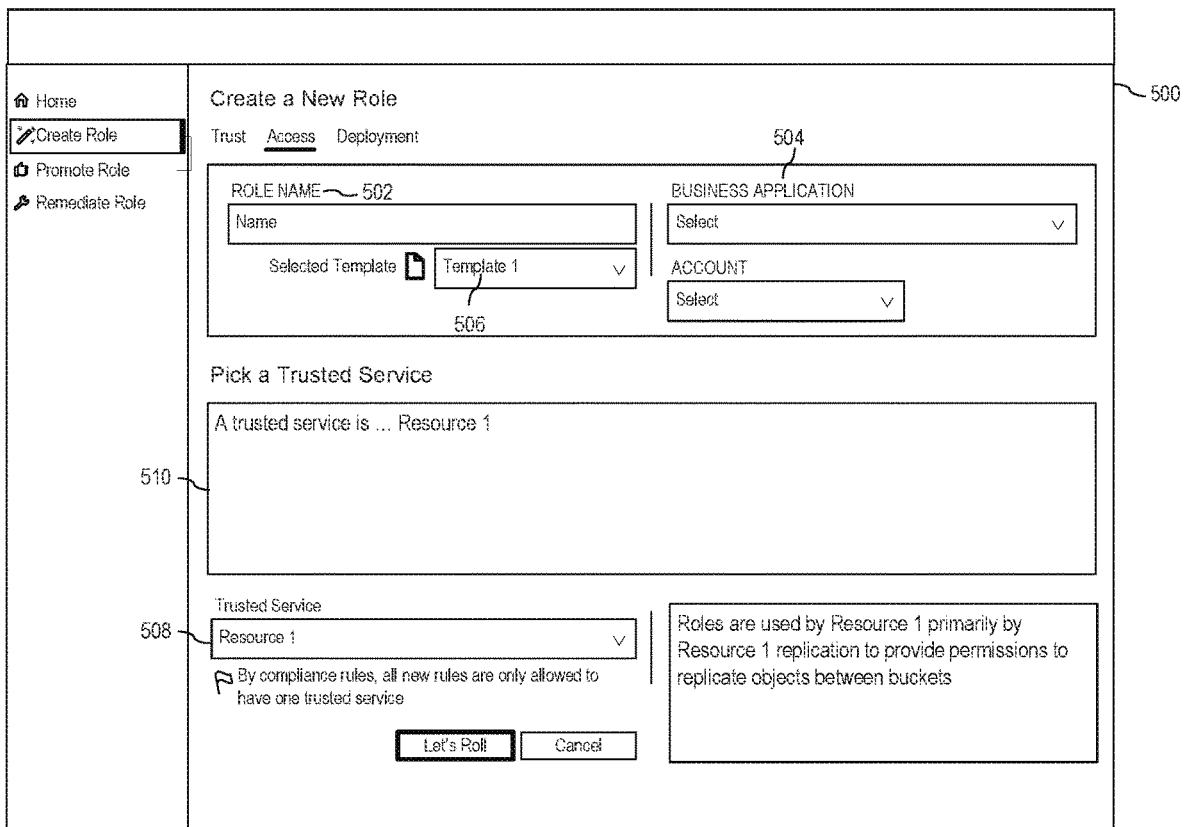 500
Home
Create Role
Promote Role
Remediate Role
Create a New Role
Trust Access Deployment
504
ROLE NAME 502
Name
Selected Template Template 1
506
BUSINESS APPLICATION
Select
ACCOUNT
Select
Pick a Trusted Service
A trusted service is ... Resource 1
510
Trusted Service
508
Resource 1
By compliance rules, all new rules are only allowed to
have one trusted service
Let's Roll Cancel
Roles are used by Resource 1 primarily by
Resource 1 replication to provide permissions to
replicate objects between buckets